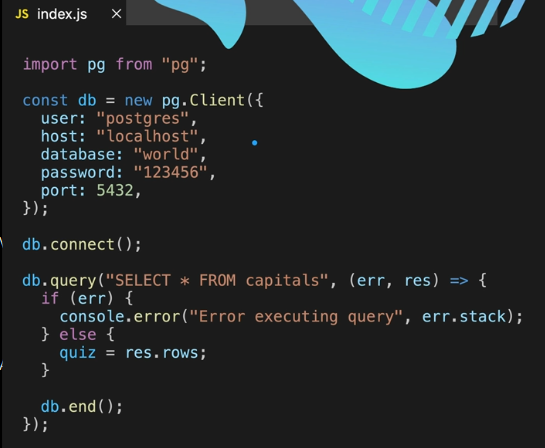 JS index.js ×
import pg from "pg";
const db = new pg.Client({
  user: "postgres",
  host: "localhost",
  database: "world",
  password: "123456",
  port: 5432,
});
db.connect();
db.query("SELECT * FROM capitals", (err, res) => {
  if (err) {
    console.error("Error executing query", err.stack);
  } else {
    quiz = res.rows;
  }
  db.end();
});